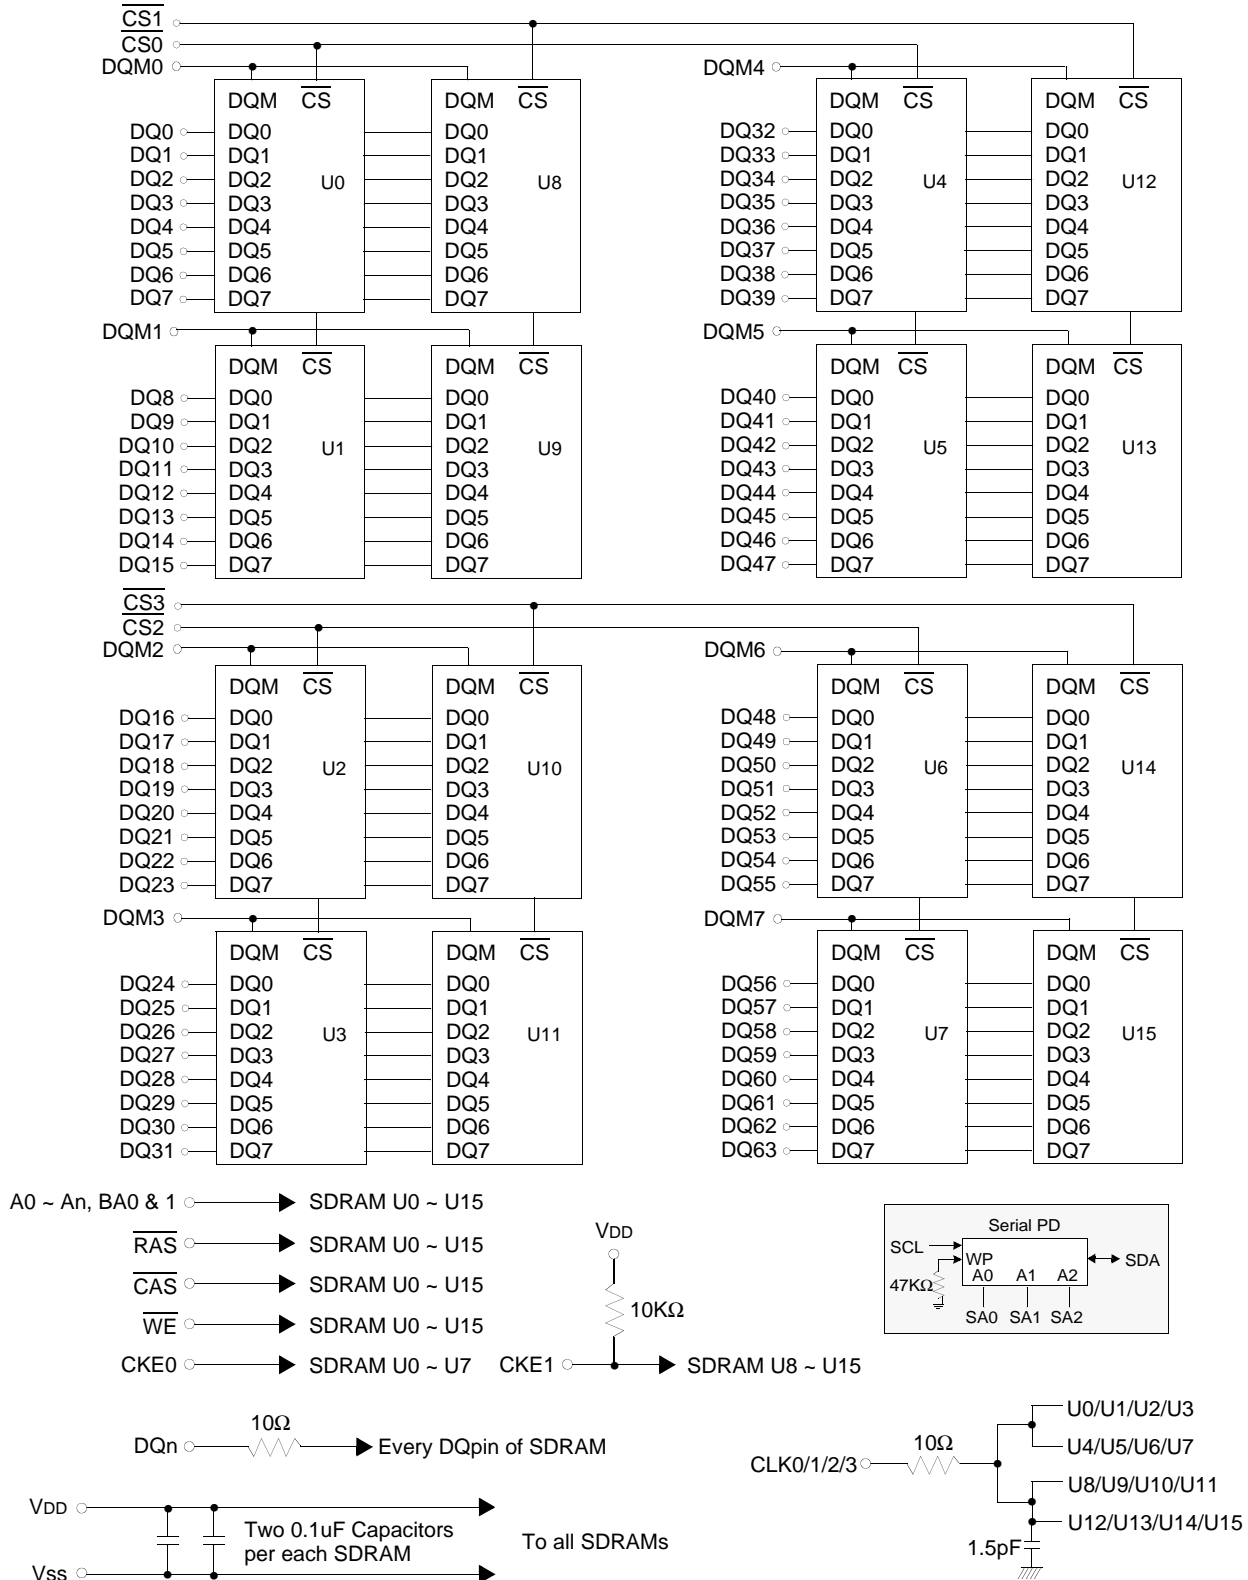 CS1
CS0
DQM0 DQM4
DQM CS DQM CS DQM CS DQM CS
DQ0 DQ0 DQ0 DQ32 DQ0 DQ0
DQ1 DQ1 DQ1 DQ33 DQ1 DQ1
DQ2 DQ2 U0 DQ2 U8 DQ34 DQ2 U4 DQ2 U12
DQ3 DQ3 DQ3 DQ35 DQ3 DQ3
DQ4 DQ4 DQ4 DQ36 DQ4 DQ4
DQ5 DQ5 DQ5 DQ37 DQ5 DQ5
DQ6 DQ6 DQ6 DQ38 DQ6 DQ6
DQ7 DQ7 DQ7 DQ39 DQ7 DQ7
DQM1 DQM5
DQM CS DQM CS DQM CS DQM CS
DQ8 DQ0 DQ0 DQ40 DQ0 DQ0
DQ9 DQ1 DQ1 DQ41 DQ1 DQ1
DQ10 DQ2 U1 DQ2 U9 DQ42 DQ2 U5 DQ2 U13
DQ11 DQ3 DQ3 DQ43 DQ3 DQ3
DQ12 DQ4 DQ4 DQ44 DQ4 DQ4
DQ13 DQ5 DQ5 DQ45 DQ5 DQ5
DQ14 DQ6 DQ6 DQ46 DQ6 DQ6
DQ15 DQ7 DQ7 DQ47 DQ7 DQ7
CS3
CS2
DQM2 DQM6
DQM CS DQM CS DQM CS DQM CS
DQ16 DQ0 DQ0 DQ48 DQ0 DQ0
DQ17 DQ1 DQ1 DQ49 DQ1 DQ1
DQ18 DQ2 U2 DQ2 U10 DQ50 DQ2 U6 DQ2 U14
DQ19 DQ3 DQ3 DQ51 DQ3 DQ3
DQ20 DQ4 DQ4 DQ52 DQ4 DQ4
DQ21 DQ5 DQ5 DQ53 DQ5 DQ5
DQ22 DQ6 DQ6 DQ54 DQ6 DQ6
DQ23 DQ7 DQ7 DQ55 DQ7 DQ7
DQM3 DQM7
DQM CS DQM CS DQM CS DQM CS
DQ24 DQ0 DQ0 DQ56 DQ0 DQ0
DQ25 DQ1 DQ1 DQ57 DQ1 DQ1
DQ26 DQ2 U3 DQ2 U11 DQ58 DQ2 U7 DQ2 U15
DQ27 DQ3 DQ3 DQ59 DQ3 DQ3
DQ28 DQ4 DQ4 DQ60 DQ4 DQ4
DQ29 DQ5 DQ5 DQ61 DQ5 DQ5
DQ30 DQ6 DQ6 DQ62 DQ6 DQ6
DQ31 DQ7 DQ7 DQ63 DQ7 DQ7
A0 ~ An, BA0 & 1 SDRAM U0 ~ U15
RAS SDRAM U0 ~ U15
CAS SDRAM U0 ~ U15
WE SDRAM U0 ~ U15
CKE0 SDRAM U0 ~ U7
VDD
10KΩ
CKE1 SDRAM U8 ~ U15
Serial PD
SCL
WP SDA
47KΩ A0 A1 A2
SA0 SA1 SA2
10Ω
DQn Every DQpin of SDRAM
U0/U1/U2/U3
10Ω U4/U5/U6/U7
CLK0/1/2/3
U8/U9/U10/U11
U12/U13/U14/U15
1.5pF
VDD
Two 0.1uF Capacitors
per each SDRAM
To all SDRAMs
Vss